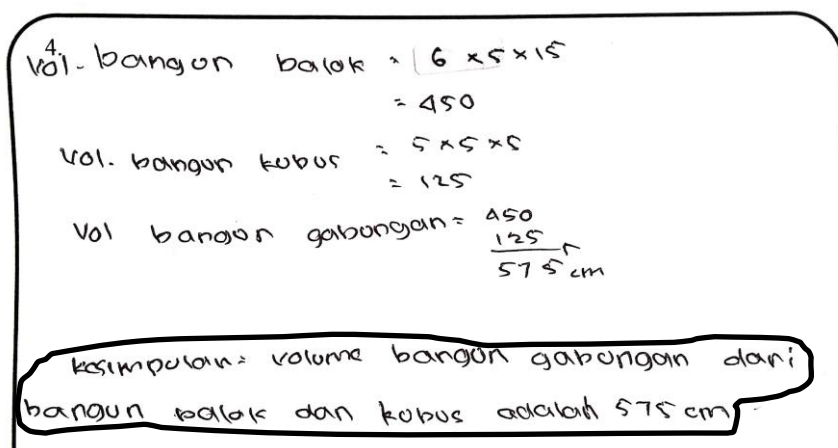 4.
Vol. bangun balok = 6 x 5 x 15
= 450
Vol. bangun kubus = 5 x 5 x 5
= 125
Vol bangun gabungan = 450
125 +
575 cm
kesimpulan = volume bangun gabungan dari
bangun balok dan kubus adalah 575 cm